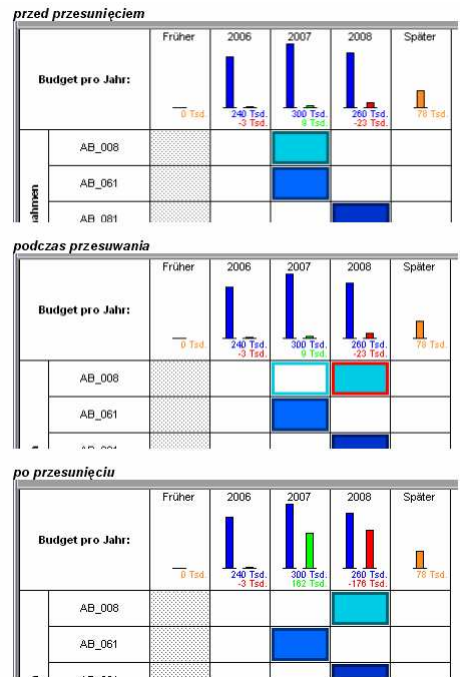 przed przesunięciem
Früher 2006 2007 2008 Später
Budget pro Jahr:
0 Tsd. 240 Tsd. 300 Tsd. 260 Tsd. 78 Tsd.
-3 Tsd. 9 Tsd. -23 Tsd.
AB_008
AB_061
AB_081
podczas przesuwania
Früher 2006 2007 2008 Später
Budget pro Jahr:
0 Tsd. 240 Tsd. 300 Tsd. 260 Tsd. 78 Tsd.
-3 Tsd. 9 Tsd. -23 Tsd.
AB_008
AB_061
po przesunięciu
Früher 2006 2007 2008 Später
Budget pro Jahr:
0 Tsd. 240 Tsd. 300 Tsd. 260 Tsd. 78 Tsd.
-3 Tsd. 162 Tsd. -176 Tsd.
AB_008
AB_061